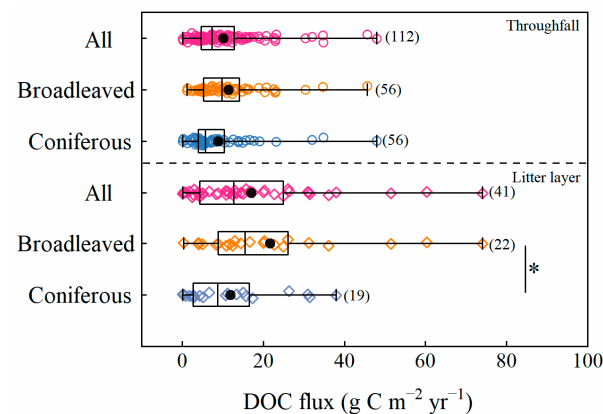 Throughfall
All (112)
Broadleaved (56)
Coniferous (56)
Litter layer
All (41)
Broadleaved (22)
*
Coniferous (19)
0 20 40 60 80 100
DOC flux (g C m⁻² yr⁻¹)